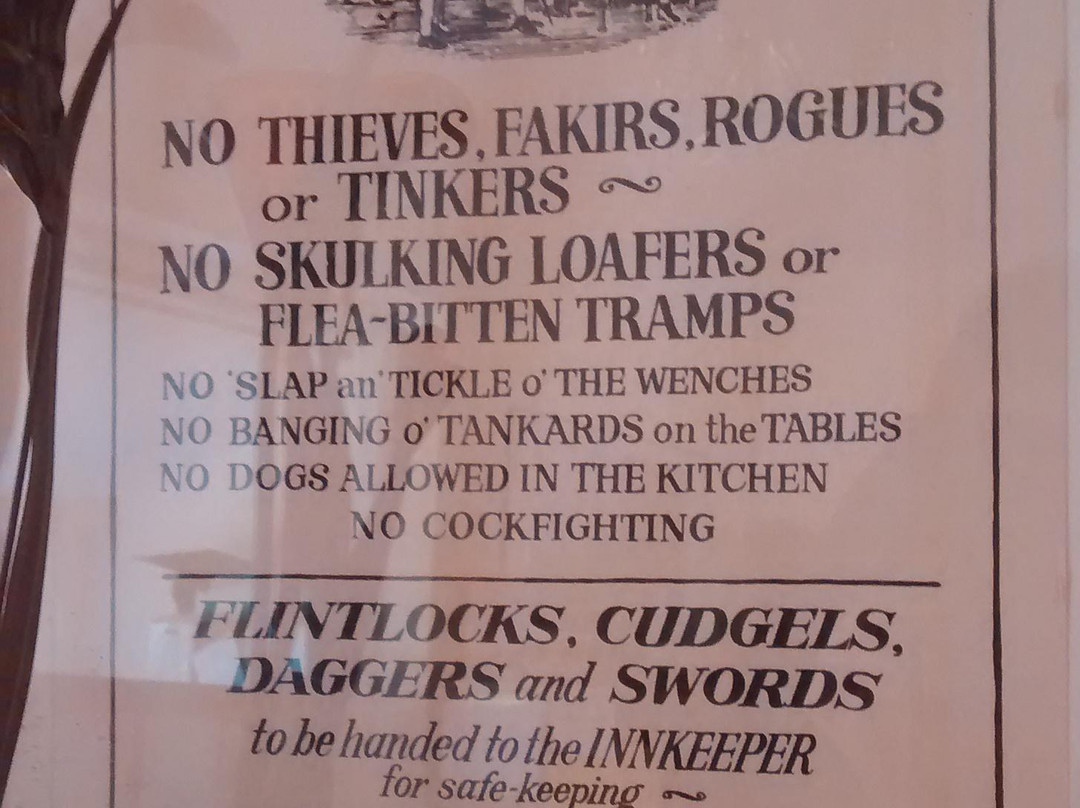 NO THIEVES, FAKIRS, ROGUES
or TINKERS ~
NO SKULKING LOAFERS or
FLEA-BITTEN TRAMPS
NO 'SLAP an' TICKLE o' THE WENCHES
NO BANGING o' TANKARDS on the TABLES
NO DOGS ALLOWED IN THE KITCHEN
NO COCKFIGHTING
FLINTLOCKS, CUDGELS,
DAGGERS and SWORDS
to be handed to the INNKEEPER
for safe-keeping ~